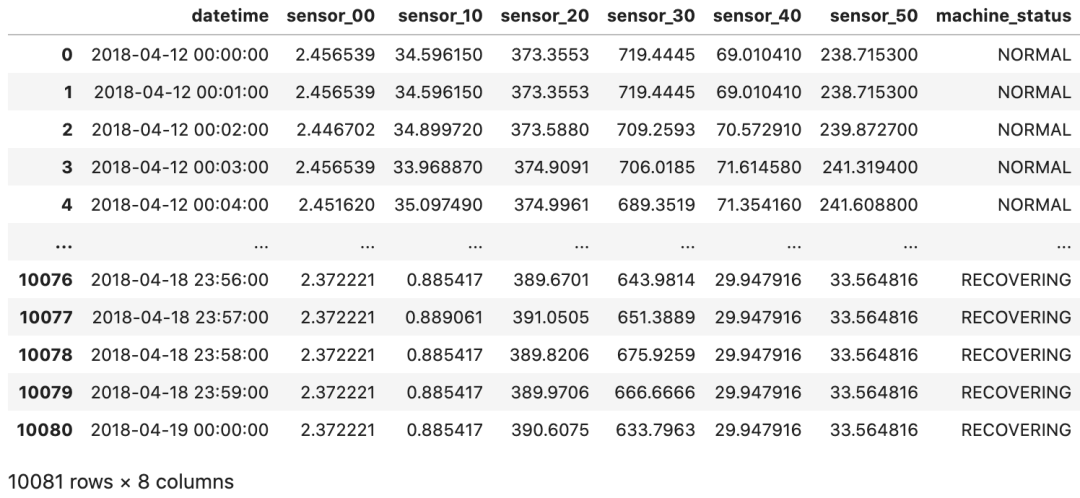 datetime sensor_00 sensor_10 sensor_20 sensor_30 sensor_40 sensor_50 machine_status
0 2018-04-12 00:00:00 2.456539 34.596150 373.3553 719.4445 69.010410 238.715300 NORMAL
1 2018-04-12 00:01:00 2.456539 34.596150 373.3553 719.4445 69.010410 238.715300 NORMAL
2 2018-04-12 00:02:00 2.446702 34.899720 373.5880 709.2593 70.572910 239.872700 NORMAL
3 2018-04-12 00:03:00 2.456539 33.968870 374.9091 706.0185 71.614580 241.319400 NORMAL
4 2018-04-12 00:04:00 2.451620 35.097490 374.9961 689.3519 71.354160 241.608800 NORMAL
... ... ... ... ... ... ... ... ...
10076 2018-04-18 23:56:00 2.372221 0.885417 389.6701 643.9814 29.947916 33.564816 RECOVERING
10077 2018-04-18 23:57:00 2.372221 0.889061 391.0505 651.3889 29.947916 33.564816 RECOVERING
10078 2018-04-18 23:58:00 2.372221 0.885417 389.8206 675.9259 29.947916 33.564816 RECOVERING
10079 2018-04-18 23:59:00 2.372221 0.885417 389.9706 666.6666 29.947916 33.564816 RECOVERING
10080 2018-04-19 00:00:00 2.372221 0.885417 390.6075 633.7963 29.947916 33.564816 RECOVERING
10081 rows × 8 columns